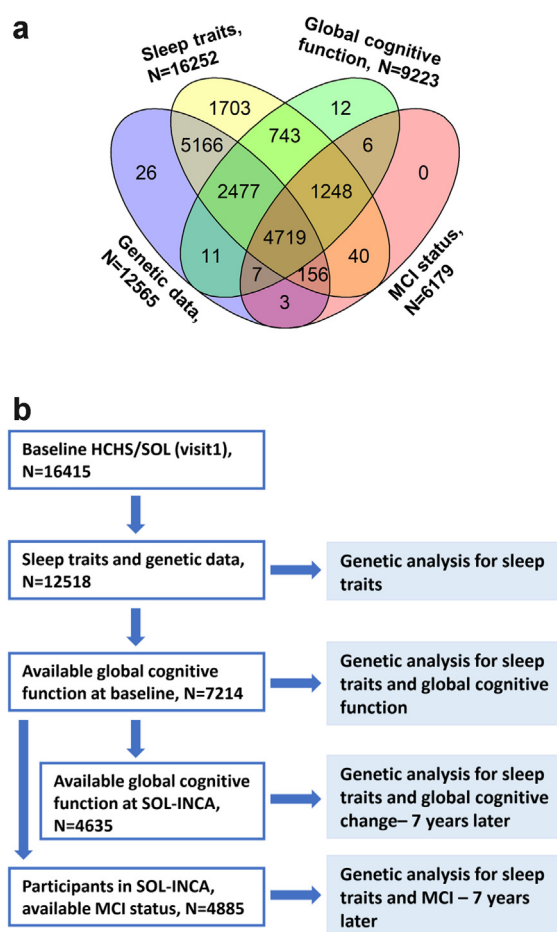 a
Sleep traits,
N=16252
Global cognitive
function, N=9223
1703
12
5166
743
6
26
2477
1248
0
4719
11
7
156
40
3
Genetic data,
N=12565
MCI status,
N=6179
b
Baseline HCHS/SOL (visit1),
N=16415
Sleep traits and genetic data,
N=12518
Genetic analysis for sleep
traits
Available global cognitive
function at baseline, N=7214
Genetic analysis for sleep
traits and global cognitive
function
Available global cognitive
function at SOL-INCA,
N=4635
Genetic analysis for sleep
traits and global cognitive
change– 7 years later
Participants in SOL-INCA,
available MCI status, N=4885
Genetic analysis for sleep
traits and MCI – 7 years
later